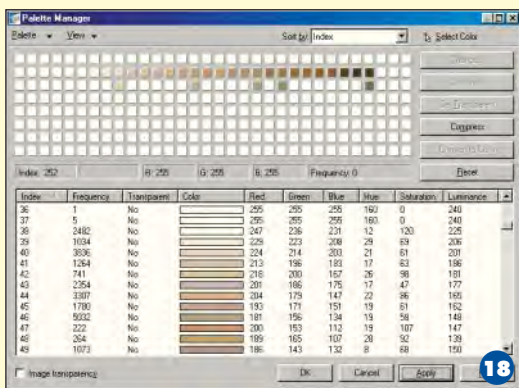 Palette Manager
Palette View Sort by: Index Select Color
Compress
Index: 252 R: 255 G: 255 B: 255 Frequency: 0 Reset
Index Frequency Transparent Color Red Green Blue Hue Saturation Luminance
36 1 No 255 255 255 160 0 240
37 5 No 255 255 255 160 0 240
38 2482 No 247 236 231 12 120 225
39 1034 No 229 223 208 29 69 206
40 3836 No 224 214 203 21 61 201
41 1264 No 213 196 183 17 63 186
42 741 No 218 200 167 26 98 181
43 2354 No 201 186 175 17 47 177
44 3307 No 204 179 147 22 86 165
45 1780 No 193 171 151 19 61 162
46 5032 No 181 156 134 19 58 148
47 222 No 200 153 112 19 107 147
48 264 No 189 165 107 28 92 139
49 1073 No 186 143 132 8 68 150
Image transparency OK Cancel Apply
18